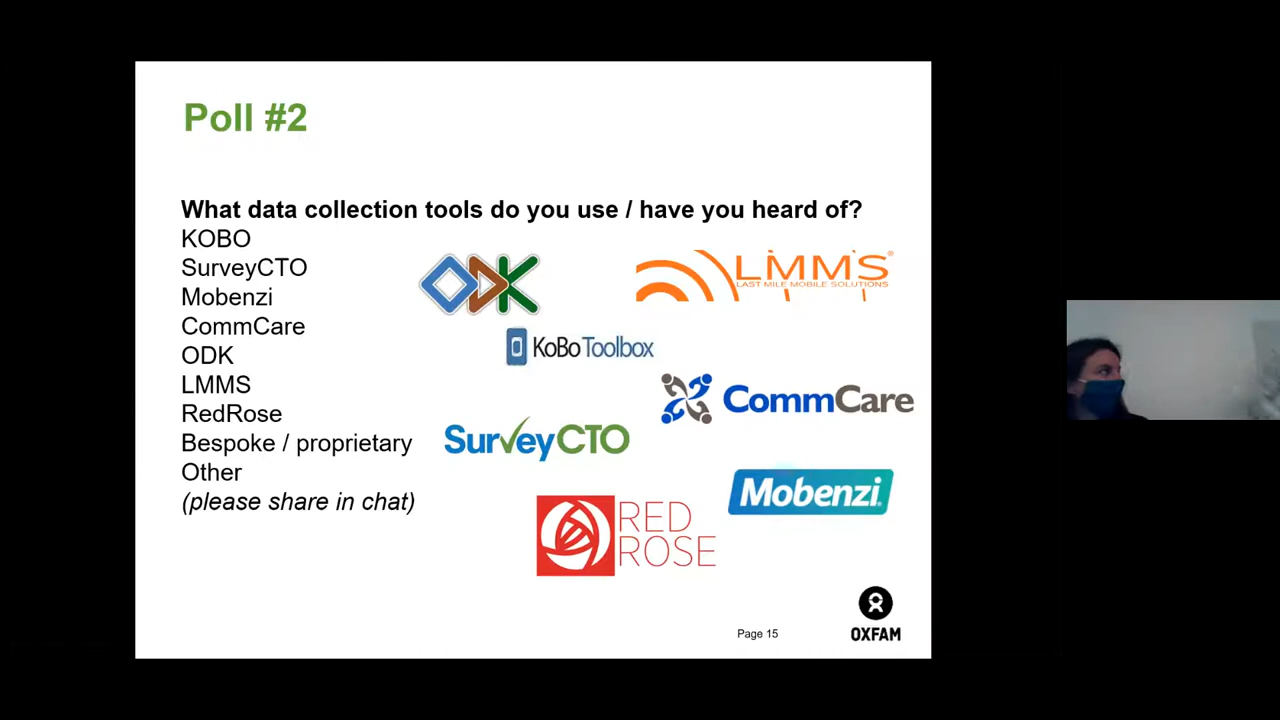 Poll #2
What data collection tools do you use / have you heard of?
KOBO
SurveyCTO
Mobenzi
CommCare
ODK
LMMS
RedRose
Bespoke / proprietary
Other
(please share in chat)
ODK
LMMS®
LAST MILE MOBILE SOLUTIONS
KoBoToolbox
CommCare
SurveyCTO
Mobenzi®
RED
ROSE
Page 15
OXFAM